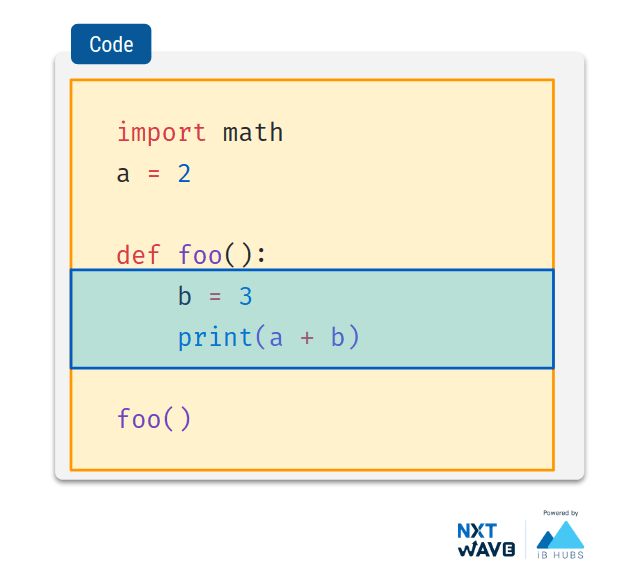 Code
import math
a = 2
def foo():
    b = 3
    print(a + b)
foo()
Powered by
NXT
WAVE
iB HUBS